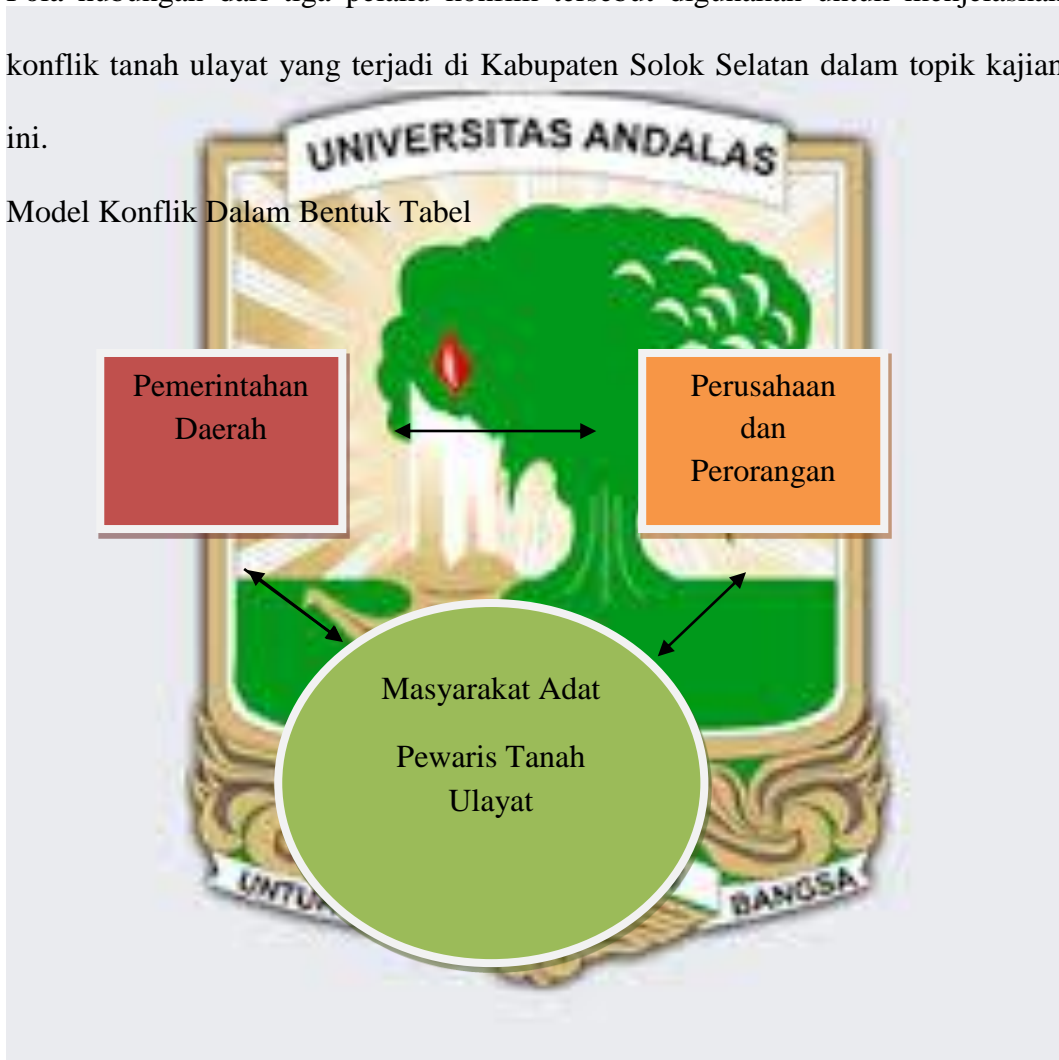 konflik tanah ulayat yang terjadi di Kabupaten Solok Selatan dalam topik kajian
ini.
UNIVERSITAS ANDALAS
Model Konflik Dalam Bentuk Tabel
Pemerintahan
Daerah
Perusahaan
dan
Perorangan
Masyarakat Adat
Pewaris Tanah
Ulayat
BANGSA